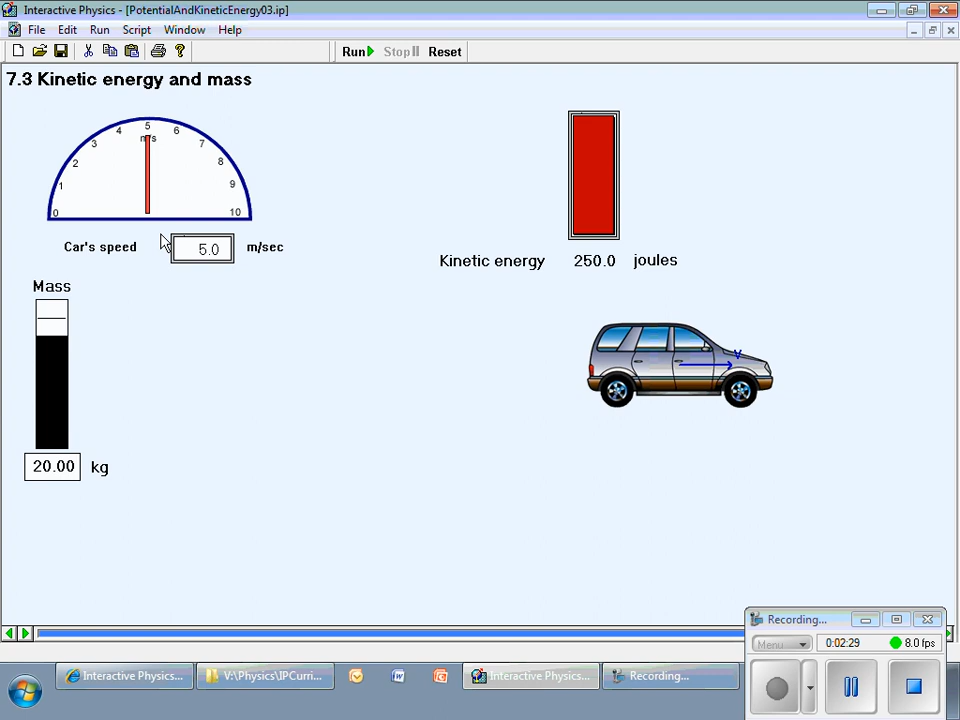 Interactive Physics - [PotentialAndKineticEnergy03.ip]
File Edit Run Script Window Help
Run Stop Reset
7.3 Kinetic energy and mass
0 1 2 3 4 5 6 7 8 9 10
m/s
Car's speed 5.0 m/sec
Kinetic energy 250.0 joules
Mass
V
20.00 kg
Recording...
Menu 0:02:29 8.0 fps
Interactive Physics... V:\Physics\IPCurri... Interactive Physics... Recording...